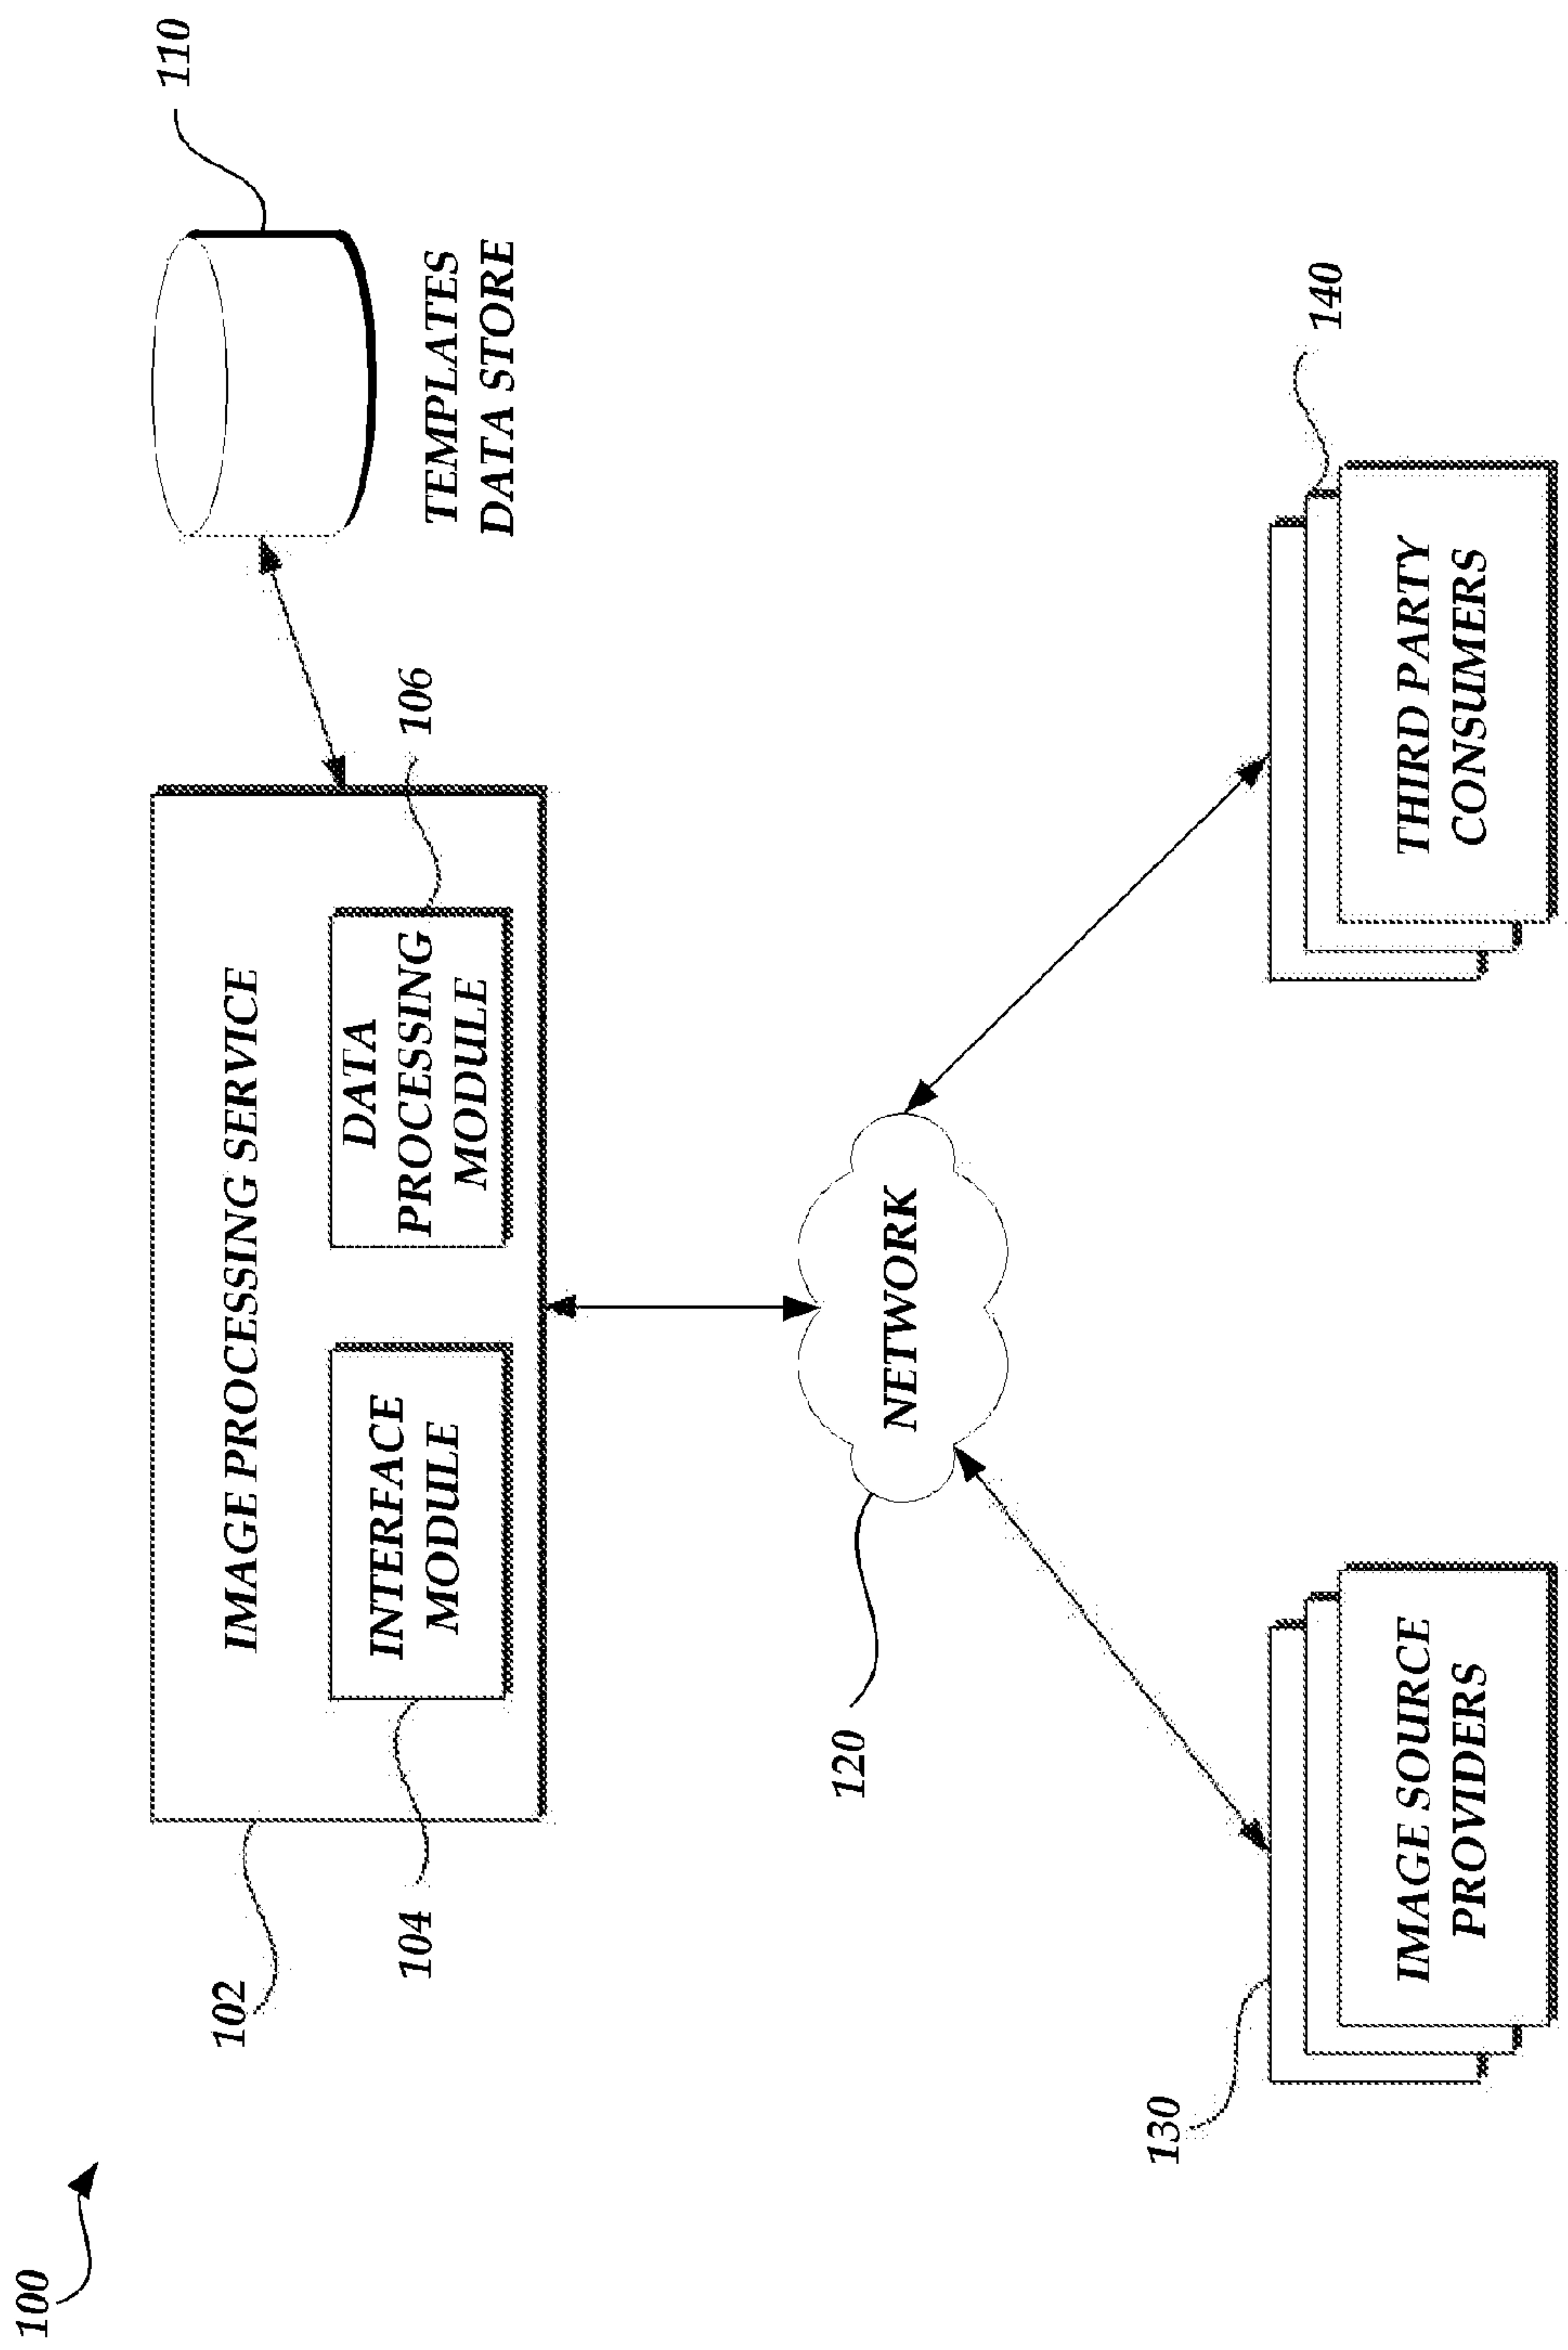 100
102
IMAGE PROCESSING SERVICE
104
INTERFACE
MODULE
DATA
PROCESSING
MODULE
106
110
TEMPLATES
DATA STORE
120
NETWORK
130
IMAGE SOURCE
PROVIDERS
140
THIRD PARTY
CONSUMERS